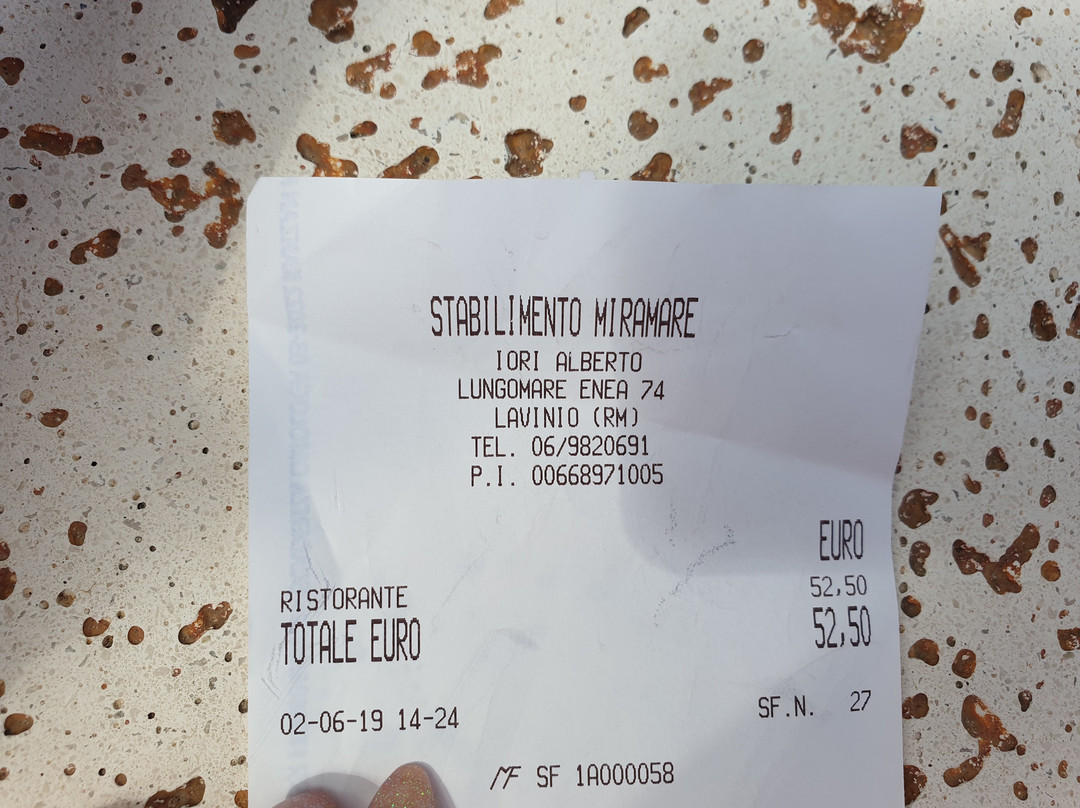 STABILIMENTO MIRAMARE
IORI ALBERTO
LUNGOMARE ENEA 74
LAVINIO (RM)
TEL. 06/9820691
P.I. 00668971005
EURO
RISTORANTE 52,50
TOTALE EURO 52,50
02-06-19 14-24 SF.N. 27
MF SF 1A000058